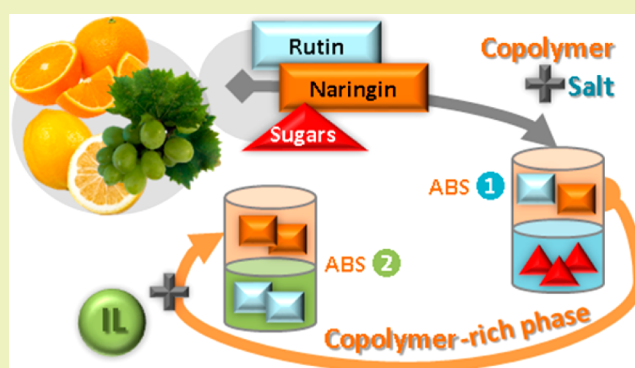 Rutin
Naringin
Sugars
Copolymer
Salt
ABS 1
ABS 2
IL
Copolymer-rich phase